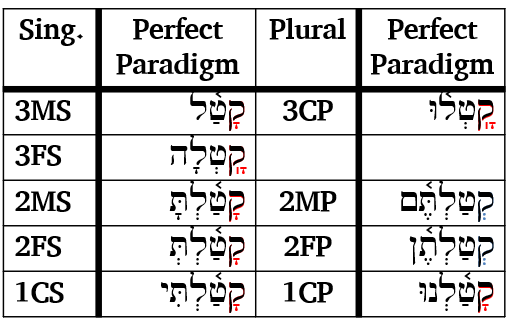 Sing. Perfect Paradigm Plural Perfect Paradigm
3MS קָטַ֫ל 3CP קָֽטְ֫לוּ
3FS קָֽטְלָה
2MS קָטַ֫לְתָּ 2MP קְטַלְתֶּ֫ם
2FS קָטַ֫לְתְּ 2FP קְטַלְתֶּ֫ן
1CS קָטַ֫לְתִּי 1CP קָטַ֫לְנוּ